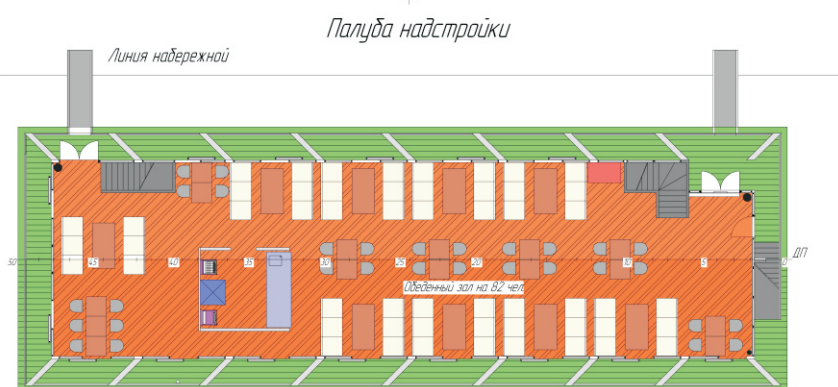 Палуба надстройки
Линия набережной
ДП
50 45 40 35 30 25 20 10 5 0
Обеденный зал на 82 чел